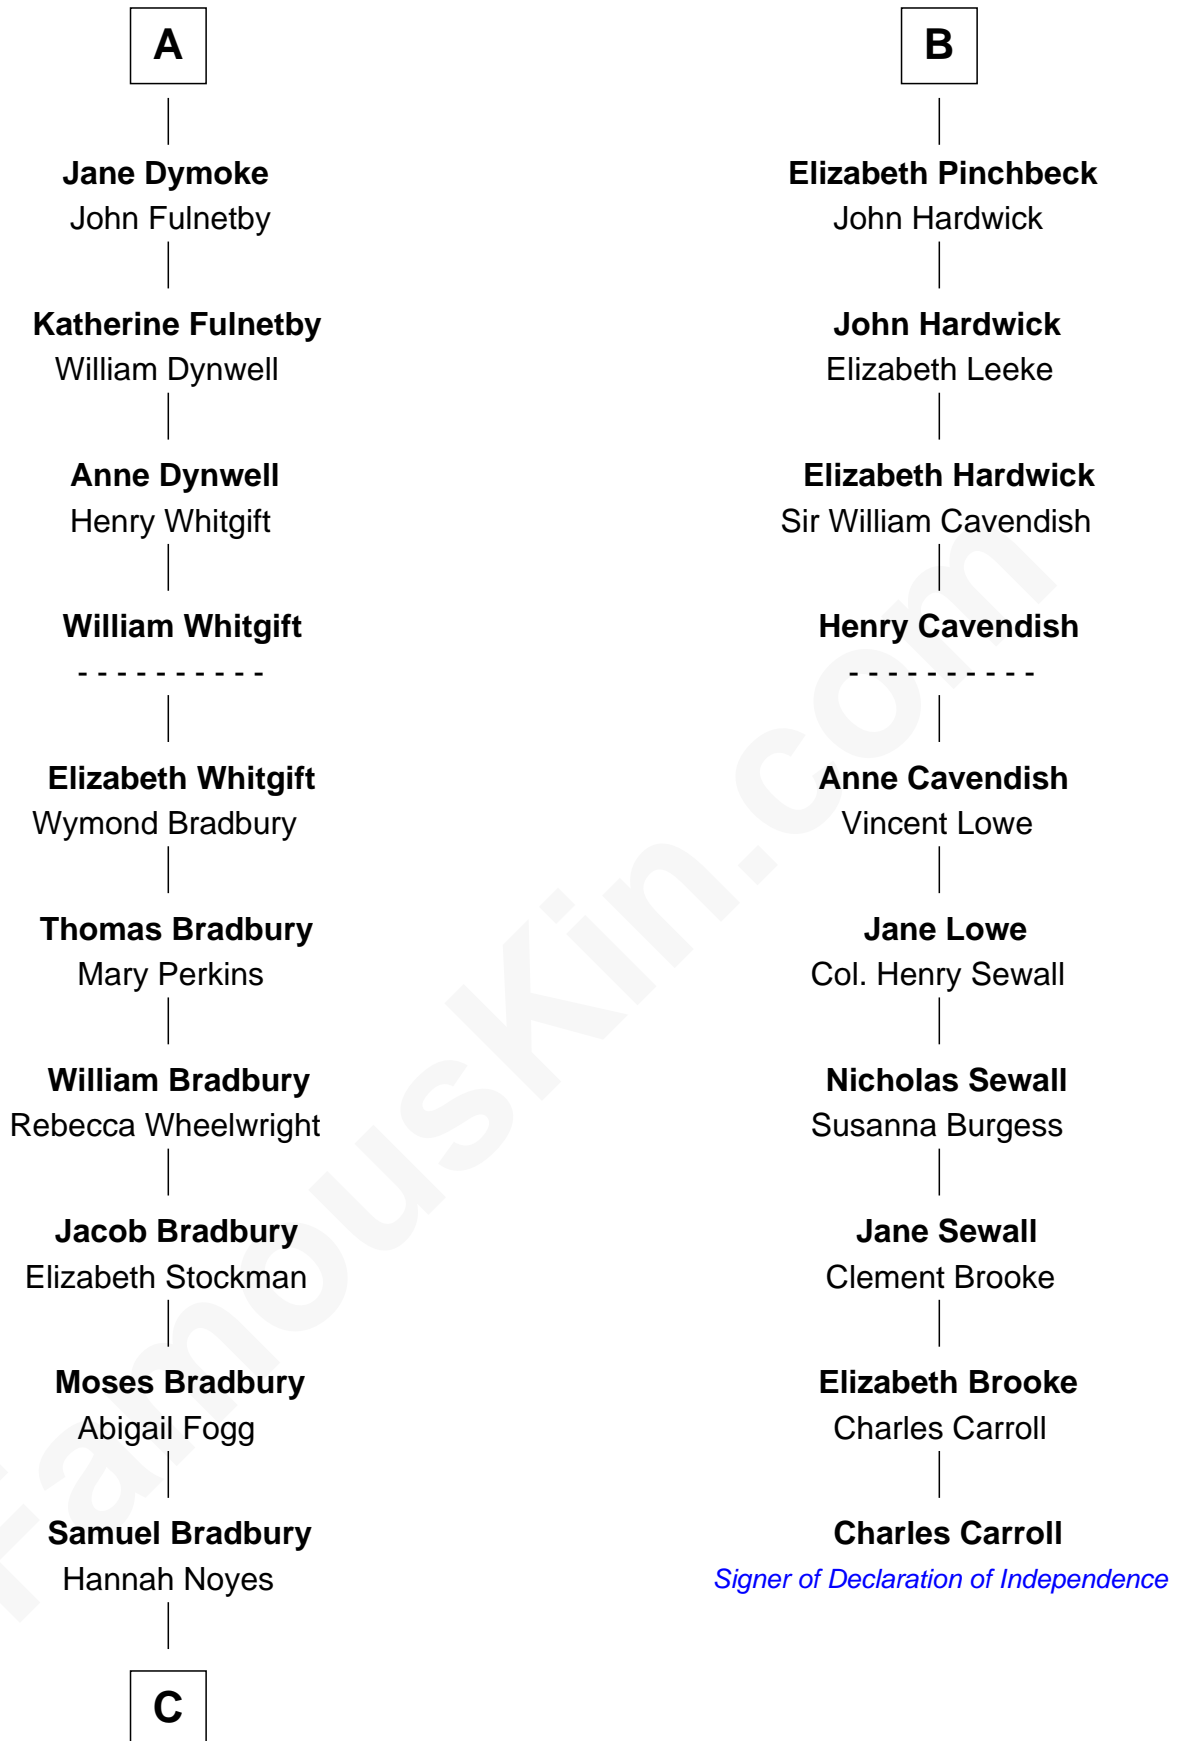 A
Jane Dymoke
John Fulnetby
Katherine Fulnetby
William Dynwell
Anne Dynwell
Henry Whitgift
William Whitgift
- - - - - - - - - -
Elizabeth Whitgift
Wymond Bradbury
Thomas Bradbury
Mary Perkins
William Bradbury
Rebecca Wheelwright
Jacob Bradbury
Elizabeth Stockman
Moses Bradbury
Abigail Fogg
Samuel Bradbury
Hannah Noyes
C
B
Elizabeth Pinchbeck
John Hardwick
John Hardwick
Elizabeth Leeke
Elizabeth Hardwick
Sir William Cavendish
Henry Cavendish
- - - - - - - - - -
Anne Cavendish
Vincent Lowe
Jane Lowe
Col. Henry Sewall
Nicholas Sewall
Susanna Burgess
Jane Sewall
Clement Brooke
Elizabeth Brooke
Charles Carroll
Charles Carroll
Signer of Declaration of Independence
FamousKin.com